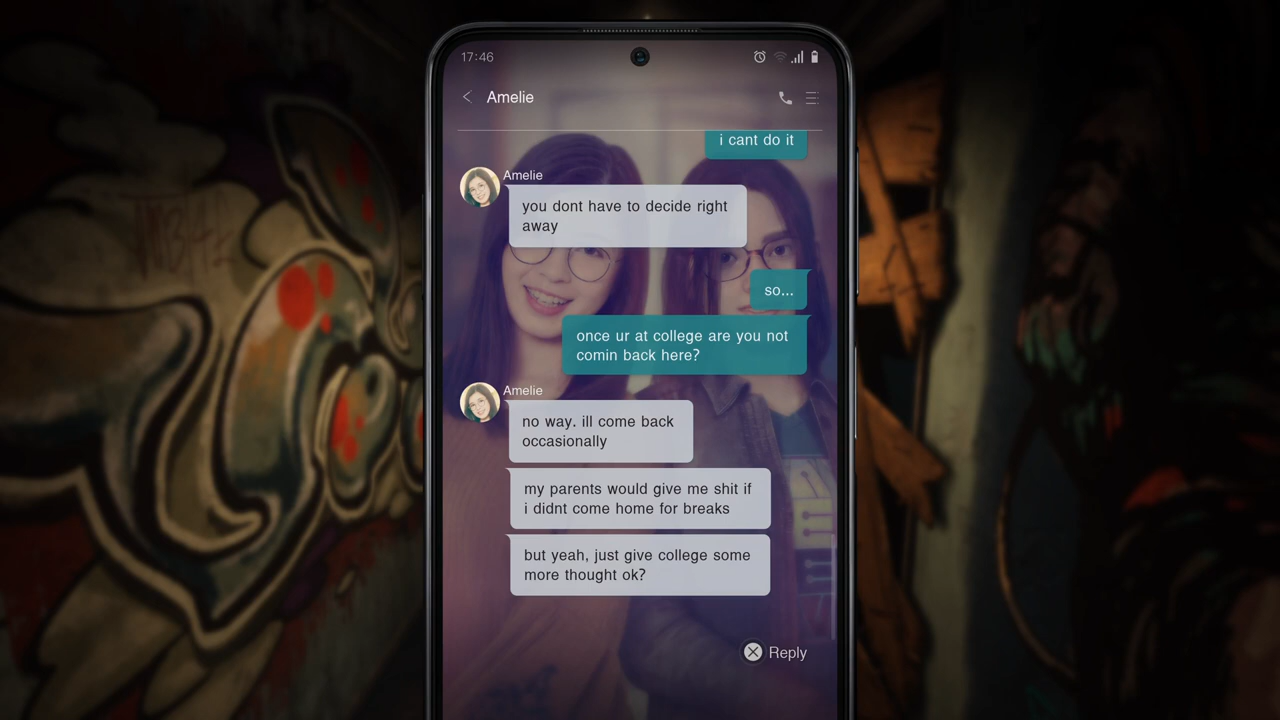 17:46
Amelie
i cant do it
Amelie
you dont have to decide right
away
so...
once ur at college are you not
comin back here?
Amelie
no way. ill come back
occasionally
my parents would give me shit if
i didnt come home for breaks
but yeah, just give college some
more thought ok?
Reply